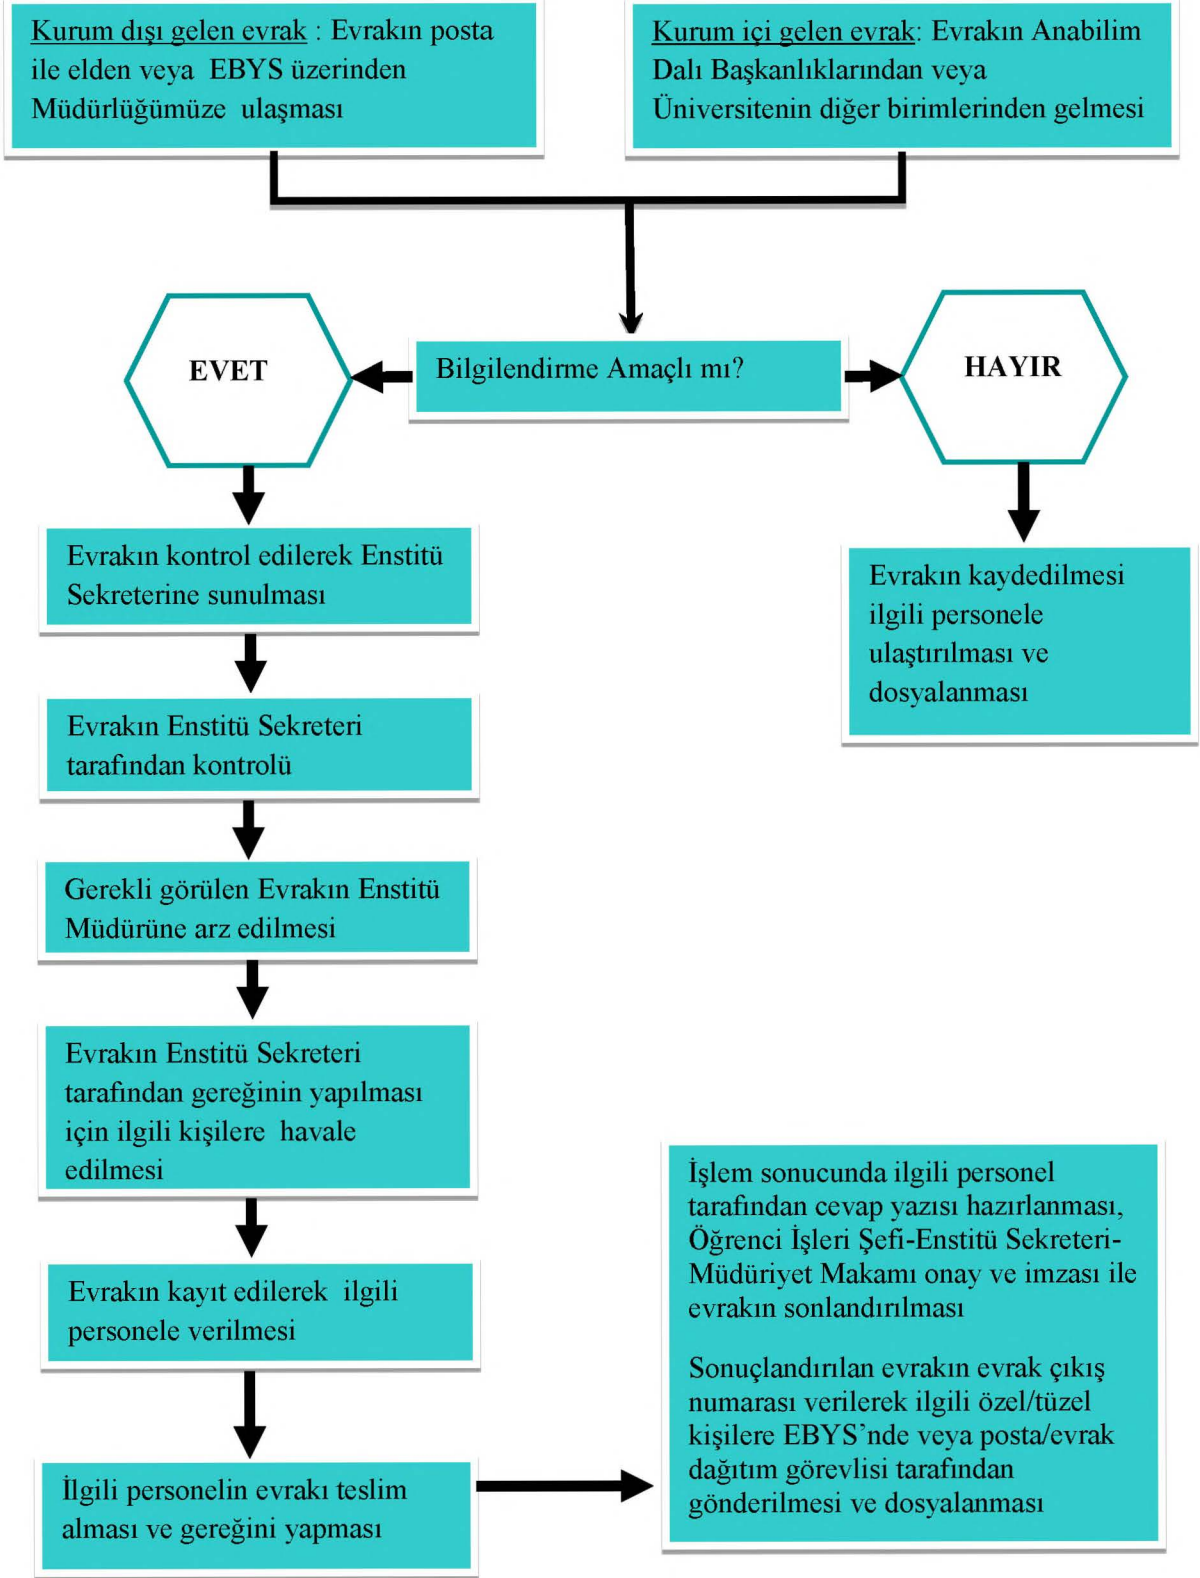 Kurum dışı gelen evrak : Evrakın posta
ile elden veya EBYS üzerinden
Müdürlüğümüze ulaşması
Kurum içi gelen evrak: Evrakın Anabilim
Dalı Başkanlıklarından veya
Üniversitenin diğer birimlerinden gelmesi
EVET
Bilgilendirme Amaçlı mı?
HAYIR
Evrakın kontrol edilerek Enstitü
Sekreterine sunulması
Evrakın kaydedilmesi
ilgili personele
ulaştırılması ve
dosyalanması
Evrakın Enstitü Sekreteri
tarafından kontrolü
Gerekli görülen Evrakın Enstitü
Müdürüne arz edilmesi
Evrakın Enstitü Sekreteri
tarafından gereğinin yapılması
için ilgili kişilere havale
edilmesi
Evrakın kayıt edilerek ilgili
personele verilmesi
İlgili personelin evrakı teslim
alması ve gereğini yapması
İşlem sonucunda ilgili personel
tarafından cevap yazısı hazırlanması,
Öğrenci İşleri Şefi-Enstitü Sekreteri-
Müdüriyet Makamı onay ve imzası ile
evrakın sonlandırılması
Sonuçlandırılan evrakın evrak çıkış
numarası verilerek ilgili özel/tüzel
kişilere EBYS’nde veya posta/evrak
dağıtım görevlisi tarafından
gönderilmesi ve dosyalanması